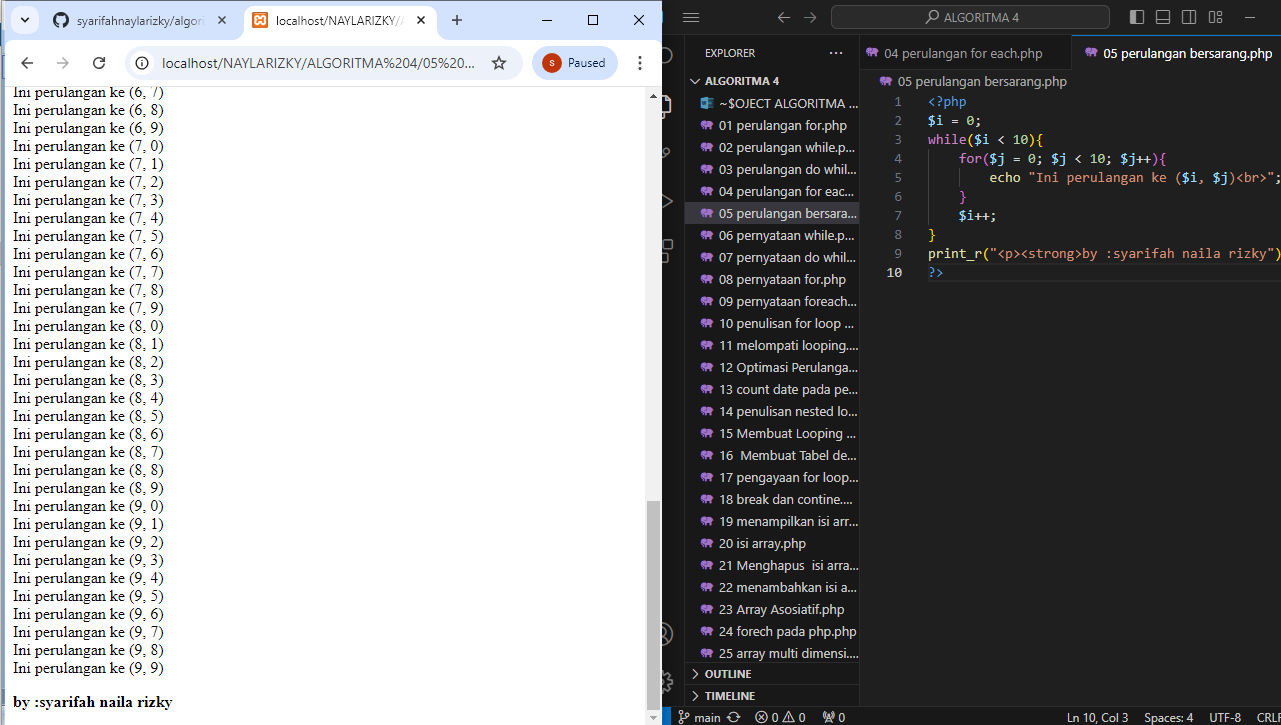 syarifahnaylarizky/algori
localhost/NAYLARIZKY/A
localhost/NAYLARIZKY/ALGORITMA%204/05%20...
S
Paused
Ini perulangan ke (6, 7)
Ini perulangan ke (6, 8)
Ini perulangan ke (6, 9)
Ini perulangan ke (7, 0)
Ini perulangan ke (7, 1)
Ini perulangan ke (7, 2)
Ini perulangan ke (7, 3)
Ini perulangan ke (7, 4)
Ini perulangan ke (7, 5)
Ini perulangan ke (7, 6)
Ini perulangan ke (7, 7)
Ini perulangan ke (7, 8)
Ini perulangan ke (7, 9)
Ini perulangan ke (8, 0)
Ini perulangan ke (8, 1)
Ini perulangan ke (8, 2)
Ini perulangan ke (8, 3)
Ini perulangan ke (8, 4)
Ini perulangan ke (8, 5)
Ini perulangan ke (8, 6)
Ini perulangan ke (8, 7)
Ini perulangan ke (8, 8)
Ini perulangan ke (8, 9)
Ini perulangan ke (9, 0)
Ini perulangan ke (9, 1)
Ini perulangan ke (9, 2)
Ini perulangan ke (9, 3)
Ini perulangan ke (9, 4)
Ini perulangan ke (9, 5)
Ini perulangan ke (9, 6)
Ini perulangan ke (9, 7)
Ini perulangan ke (9, 8)
Ini perulangan ke (9, 9)
by :syarifah naila rizky
ALGORITMA 4
EXPLORER
ALGORITMA 4
~$OJECT ALGORITMA ...
01 perulangan for.php
02 perulangan while.p...
03 perulangan do whil...
04 perulangan for eac...
05 perulangan bersara...
06 pernyataan while.p...
07 pernyataan do whil...
08 pernyataan for.php
09 pernyataan foreach...
10 penulisan for loop ...
11 melompati looping....
12 Optimasi Perulanga...
13 count date pada pe...
14 penulisan nested lo...
15 Membuat Looping ...
16  Membuat Tabel de...
17 pengayaan for loop...
18 break dan contine....
19 menampilkan isi arr...
20 isi array.php
21 Menghapus  isi arra...
22 menambahkan isi a...
23 Array Asosiatif.php
24 forech pada php.php
25 array multi dimensi....
OUTLINE
TIMELINE
04 perulangan for each.php
05 perulangan bersarang.php
05 perulangan bersarang.php
1 <?php
2 $i = 0;
3 while($i < 10){
4 for($j = 0; $j < 10; $j++){
5 echo "Ini perulangan ke ($i, $j)<br>";
6 }
7 $i++;
8 }
9 print_r("<p><strong>by :syarifah naila rizky")
10 ?>
main
0 0
0
Ln 10, Col 3
Spaces: 4
UTF-8
CRLF